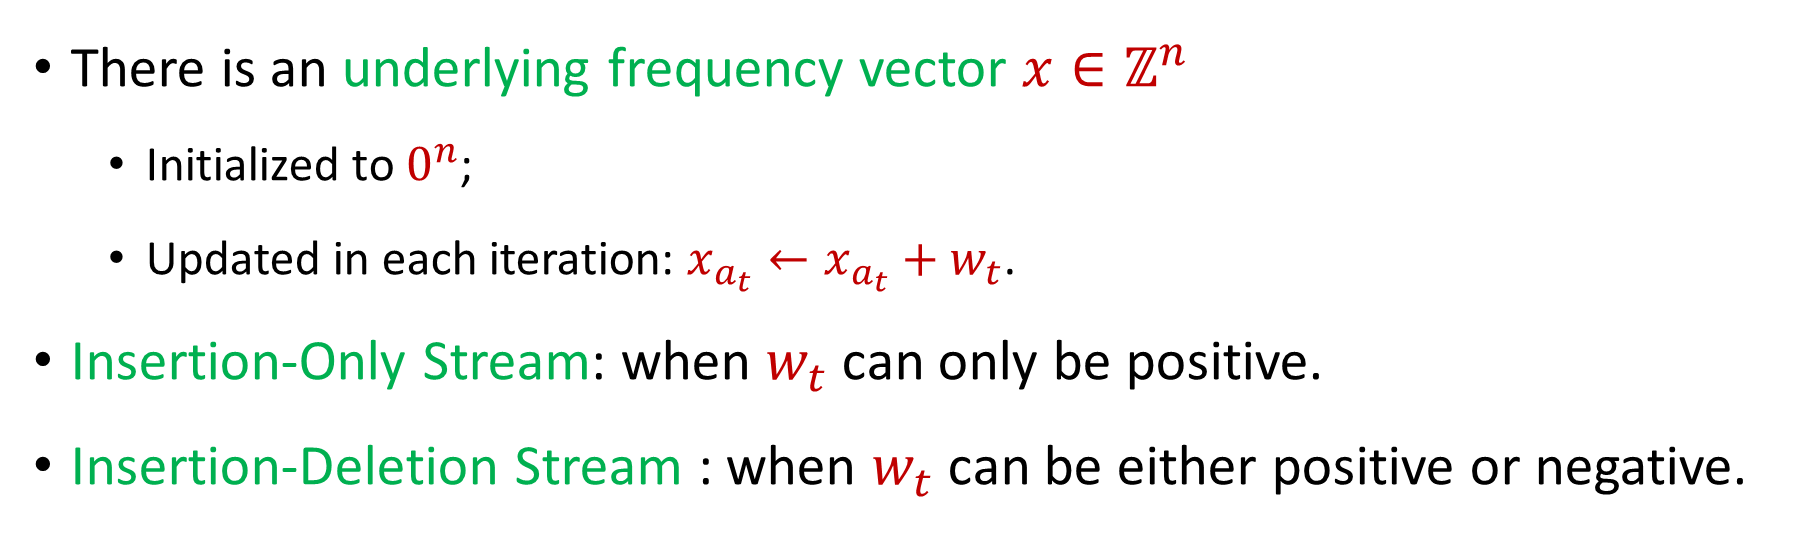 • There is an underlying frequency vector x ∈ ℤⁿ
• Initialized to 0ⁿ;
• Updated in each iteration: x_{a_t} ← x_{a_t} + w_t.
• Insertion-Only Stream: when w_t can only be positive.
• Insertion-Deletion Stream : when w_t can be either positive or negative.